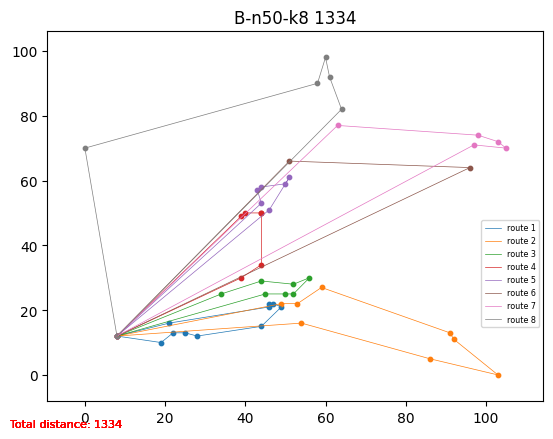 B-n50-k8 1334
100
80
60
40
20
0
0 20 40 60 80 100
route 1
route 2
route 3
route 4
route 5
route 6
route 7
route 8
Total distance: 1334